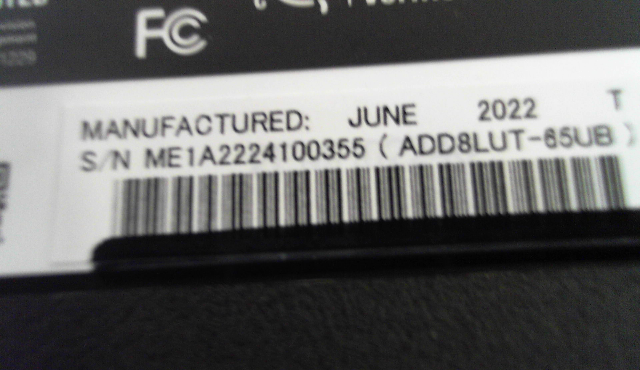 FC
MANUFACTURED: JUNE 2022 T
S/N ME1A2224100355 ( ADD8LUT-65UB )